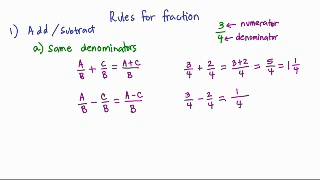 Rules for fraction
3/4 ← numerator
← denominator
1) Add / Subtract
a) Same denominators
A/B + C/B = A+C/B
3/4 + 2/4 = 3+2/4 = 5/4 = 1 1/4
A/B - C/B = A-C/B
3/4 - 2/4 = 1/4